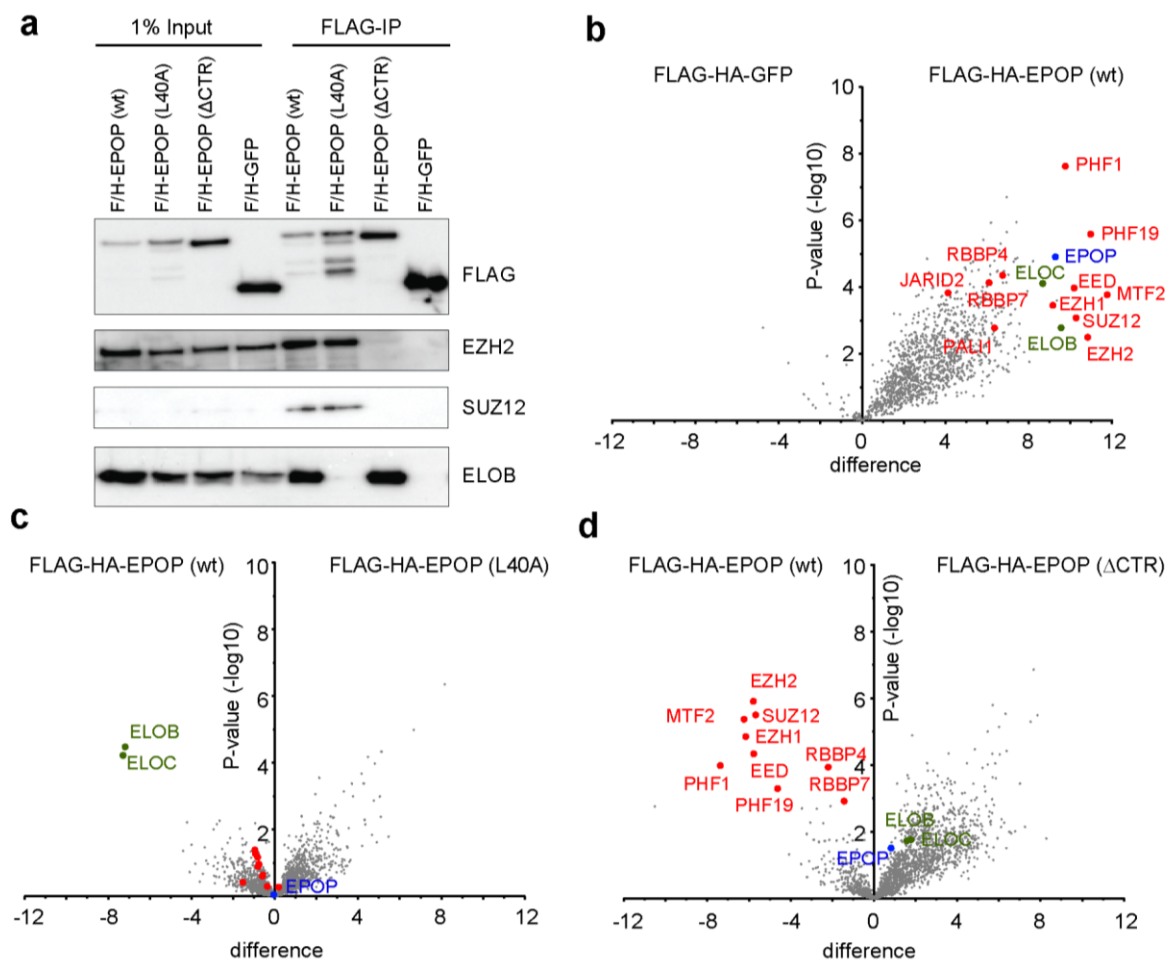 a
1% Input
FLAG-IP
F/H-EPOP (wt)
F/H-EPOP (L40A)
F/H-EPOP (ΔCTR)
F/H-GFP
F/H-EPOP (wt)
F/H-EPOP (L40A)
F/H-EPOP (ΔCTR)
F/H-GFP
FLAG
EZH2
SUZ12
ELOB
b
FLAG-HA-GFP
FLAG-HA-EPOP (wt)
P-value (-log10)
10
8
6
4
2
PHF1
PHF19
RBBP4
EPOP
ELOC
JARID2
EED
MTF2
RBBP7
EZH1
SUZ12
PALI1
ELOB
EZH2
-12
-8
-4
0
4
8
12
difference
c
FLAG-HA-EPOP (wt)
FLAG-HA-EPOP (L40A)
P-value (-log10)
10
8
6
4
2
ELOB
ELOC
EPOP
-12
-8
-4
0
4
8
12
difference
d
FLAG-HA-EPOP (wt)
FLAG-HA-EPOP (ΔCTR)
P-value (-log10)
10
8
6
4
2
EZH2
MTF2
SUZ12
EZH1
RBBP4
PHF1
EED
RBBP7
PHF19
ELOB
ELOC
EPOP
-12
-8
-4
0
4
8
12
difference